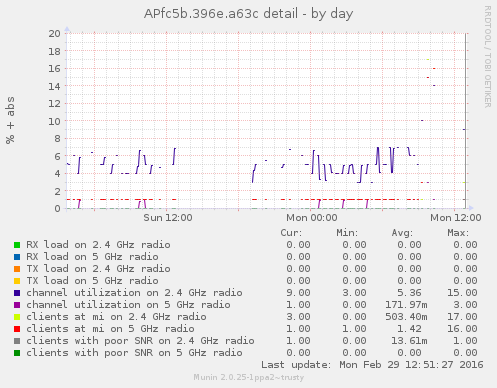 APfc5b.396e.a63c detail - by day
RRDTOOL / TOBI OETIKER
% + abs
20
18
16
14
12
10
8
6
4
2
0
Sun 12:00 Mon 00:00 Mon 12:00
Cur: Min: Avg: Max:
RX load on 2.4 GHz radio 0.00 0.00 0.00 0.00
RX load on 5 GHz radio 0.00 0.00 0.00 0.00
TX load on 2.4 GHz radio 0.00 0.00 0.00 0.00
TX load on 5 GHz radio 0.00 0.00 0.00 0.00
channel utilization on 2.4 GHz radio 9.00 3.00 5.36 15.00
channel utilization on 5 GHz radio 1.00 0.00 171.97m 3.00
clients at mi on 2.4 GHz radio 3.00 0.00 503.40m 17.00
clients at mi on 5 GHz radio 1.00 1.00 1.42 16.00
clients with poor SNR on 2.4 GHz radio 0.00 0.00 13.61m 1.00
clients with poor SNR on 5 GHz radio 0.00 0.00 0.00 0.00
Last update: Mon Feb 29 12:51:27 2016
Munin 2.0.25-1ppa2~trusty